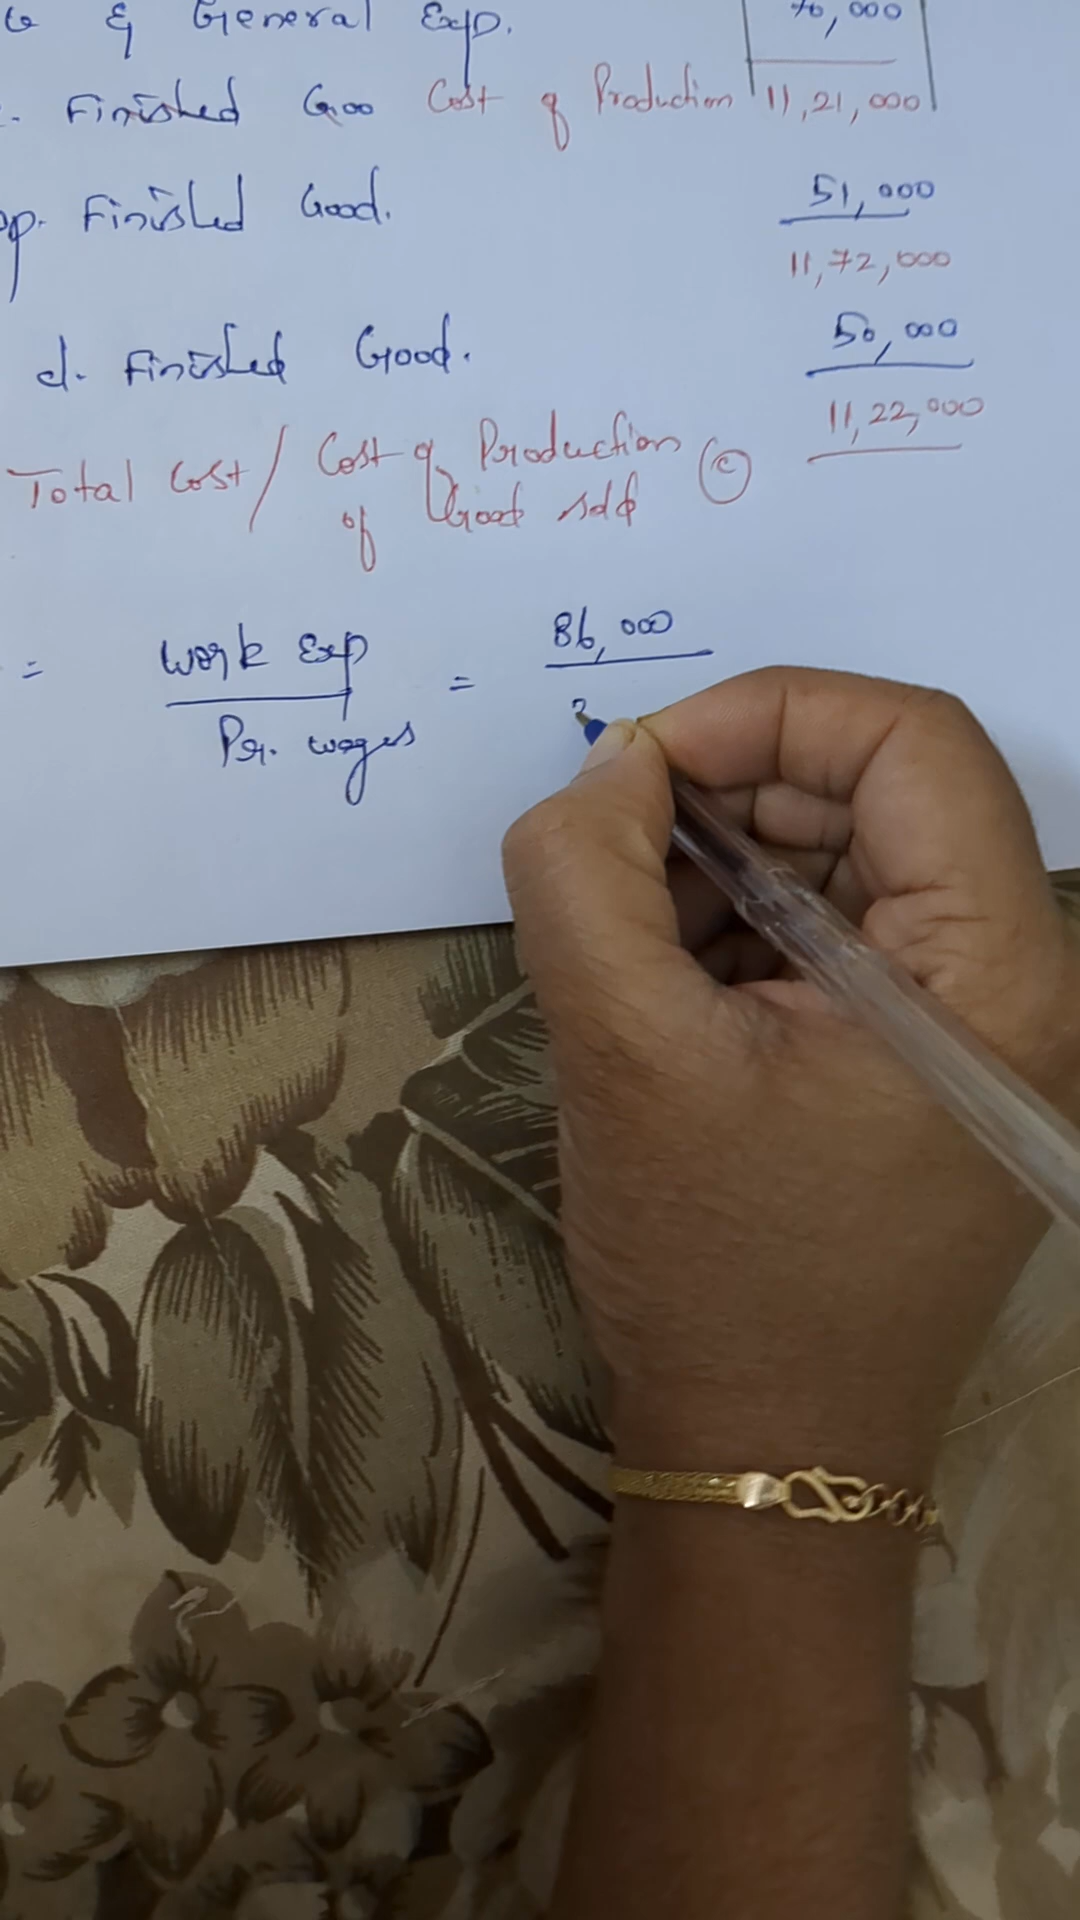 & General Exp. 70,000
Finished Goo Cost of Production 11,21,000
op. Finished Good. 51,000
11,72,000
d. Finished Good. 50,000
11,22,000
Total Cost / Cost of Production of Good sold (C)
= Work Exp / Pr. wages = 86,000